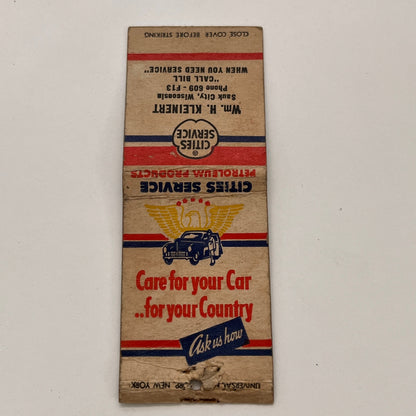 CLOSE COVER BEFORE STRIKING
Wm. H. KLEINERT
Sauk City, Wisconsin
Phone 609 - F13
"CALL BILL
WHEN YOU NEED SERVICE"
CITIES
SERVICE
®
CITIES SERVICE
PETROLEUM PRODUCTS
Care for your Car
..for your Country
Ask us how
UNIVERSAL NEW YORK